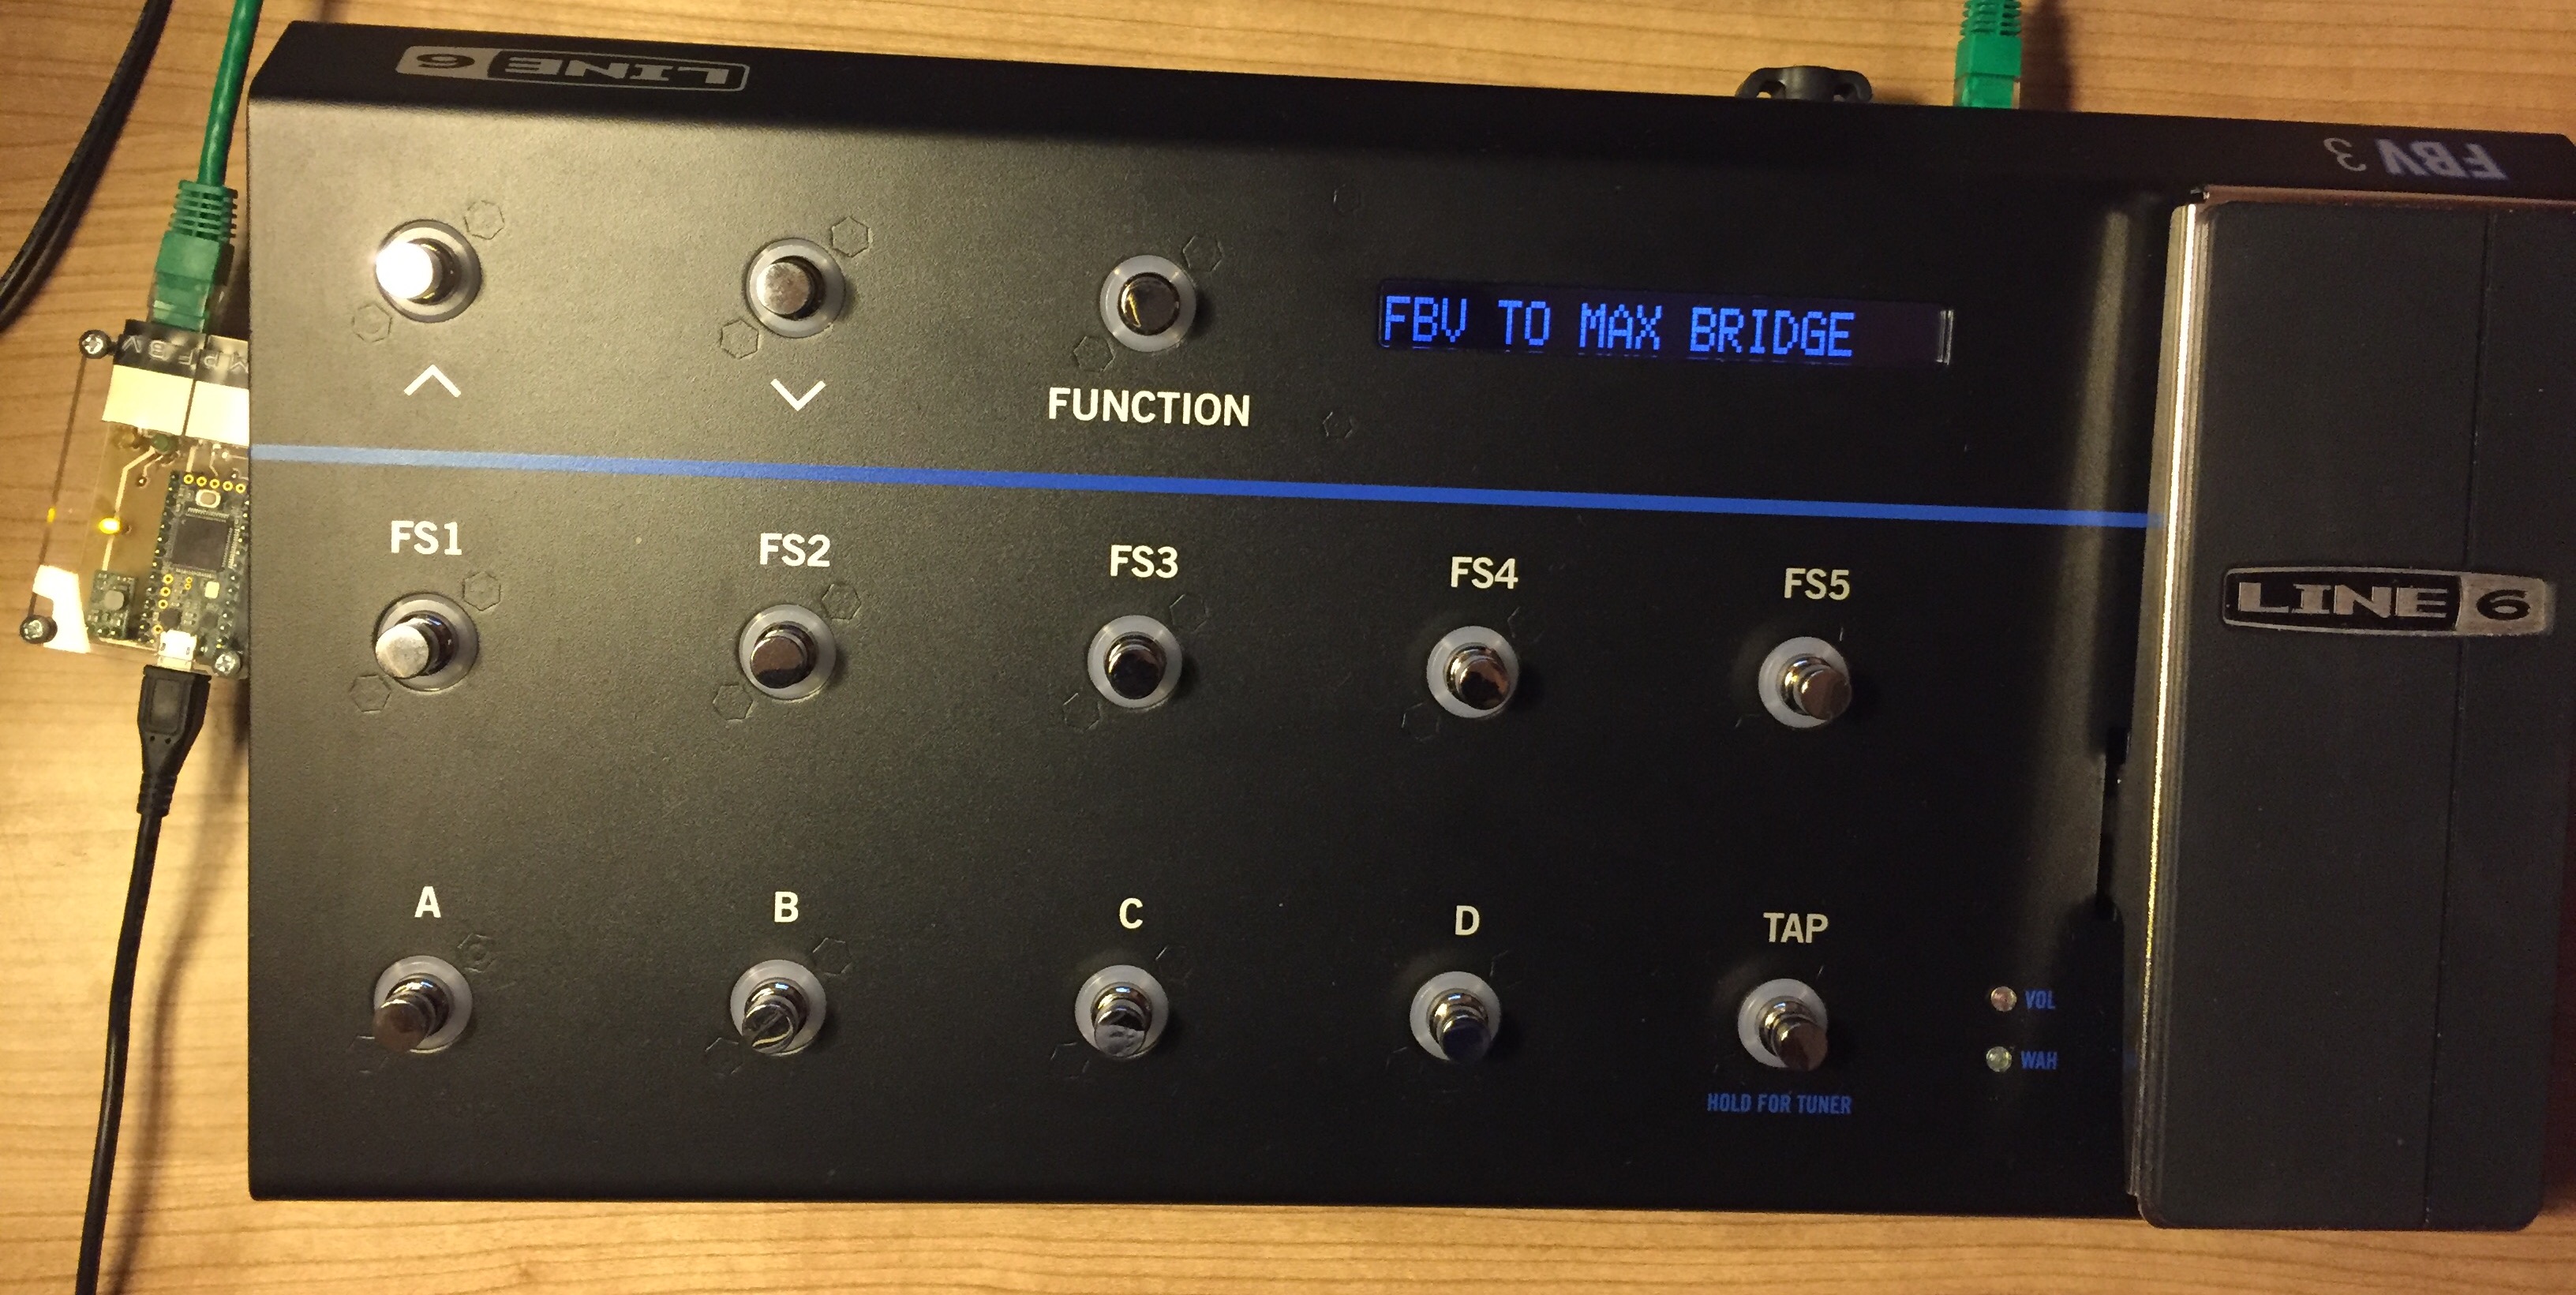 LINE 6
FBV 3
FBV TO MAX BRIDGE
FUNCTION
FS1
FS2
FS3
FS4
FS5
LINE 6
A
B
C
D
TAP
VOL
WAH
HOLD FOR TUNER